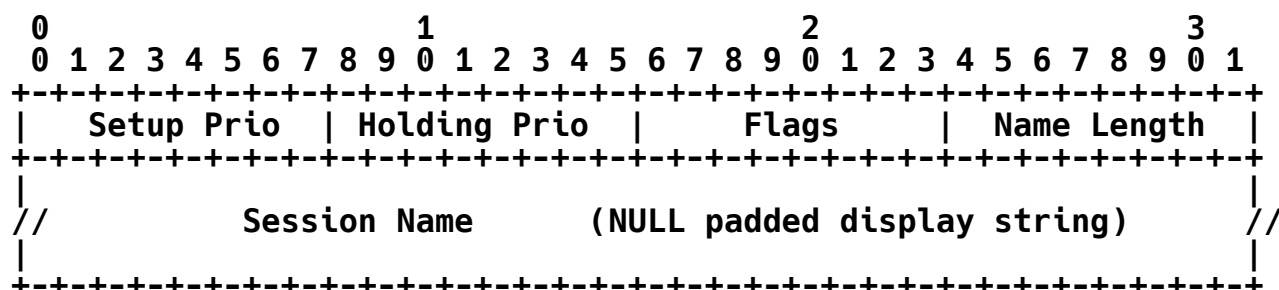 0                   1                   2                   3
 0 1 2 3 4 5 6 7 8 9 0 1 2 3 4 5 6 7 8 9 0 1 2 3 4 5 6 7 8 9 0 1
+-+-+-+-+-+-+-+-+-+-+-+-+-+-+-+-+-+-+-+-+-+-+-+-+-+-+-+-+-+-+-+-+
|   Setup Prio  | Holding Prio  |     Flags     |  Name Length  |
+-+-+-+-+-+-+-+-+-+-+-+-+-+-+-+-+-+-+-+-+-+-+-+-+-+-+-+-+-+-+-+-+
|                                                               |
//          Session Name      (NULL padded display string)      //
|                                                               |
+-+-+-+-+-+-+-+-+-+-+-+-+-+-+-+-+-+-+-+-+-+-+-+-+-+-+-+-+-+-+-+-+